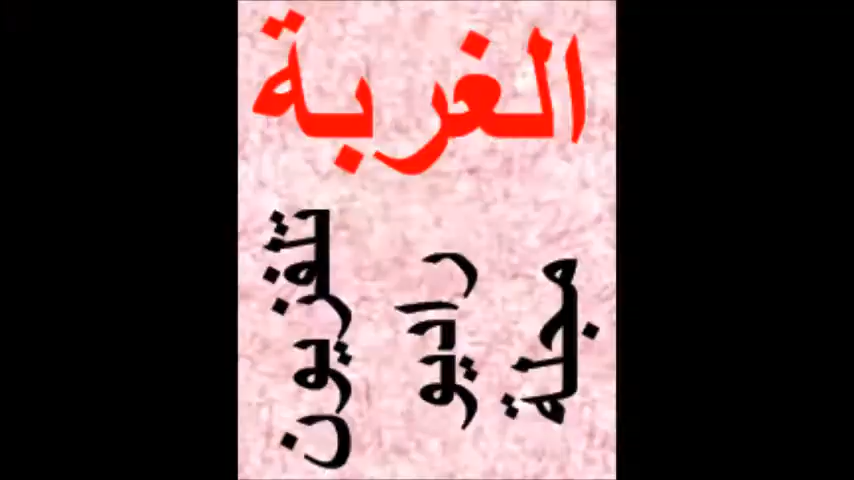 الغربة
مجلة
راديو
تلفزيون